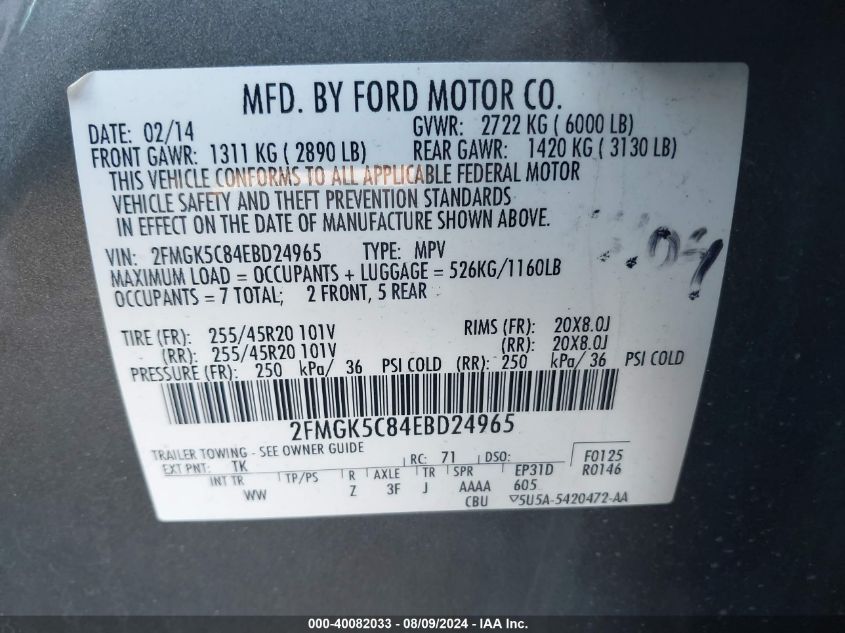 MFD. BY FORD MOTOR CO.
DATE: 02/14 GVWR: 2722 KG ( 6000 LB)
FRONT GAWR: 1311 KG ( 2890 LB) REAR GAWR: 1420 KG ( 3130 LB)
THIS VEHICLE CONFORMS TO ALL APPLICABLE FEDERAL MOTOR
VEHICLE SAFETY AND THEFT PREVENTION STANDARDS
IN EFFECT ON THE DATE OF MANUFACTURE SHOWN ABOVE.
VIN: 2FMGK5C84EBD24965 TYPE: MPV
MAXIMUM LOAD = OCCUPANTS + LUGGAGE = 526KG/1160LB
OCCUPANTS = 7 TOTAL; 2 FRONT, 5 REAR
TIRE (FR): 255/45R20 101V RIMS (FR): 20X8.0J
(RR): 255/45R20 101V (RR): 20X8.0J
PRESSURE (FR): 250 kPa/ 36 PSI COLD (RR): 250 kPa/ 36 PSI COLD
2FMGK5C84EBD24965
TRAILER TOWING - SEE OWNER GUIDE
EXT PNT: TK RC: 71 DSO: F0125
R0146
INT TR TP/PS R AXLE TR SPR EP31D
WW Z 3F J AAAA 605
CBU 5U5A-5420472-AA
000-40082033 - 08/09/2024 - IAA Inc.